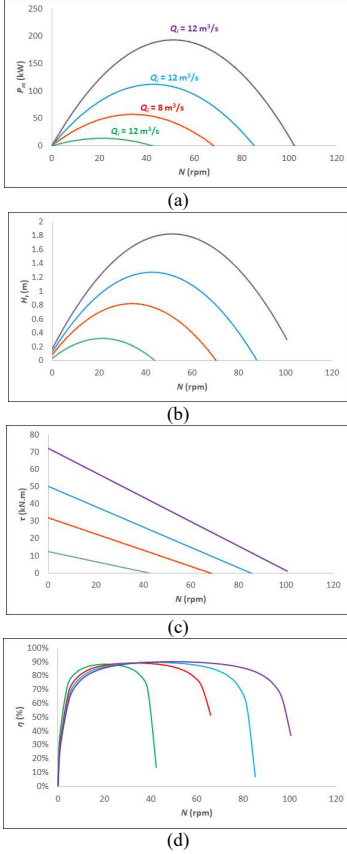 250
200
150
100
50
0
P_m (kW)
Q_i = 12 m³/s
Q_i = 12 m³/s
Q_i = 8 m³/s
Q_i = 12 m³/s
0 20 40 60 80 100 120
N (rpm)
(a)
2
1.8
1.6
1.4
1.2
1
0.8
0.6
0.4
0.2
0
H_t (m)
0 20 40 60 80 100 120
N (rpm)
(b)
80
70
60
50
40
30
20
10
0
τ (kN.m)
0 20 40 60 80 100 120
N (rpm)
(c)
100%
90%
80%
70%
60%
50%
40%
30%
20%
10%
0%
η (%)
0 20 40 60 80 100 120
N (rpm)
(d)